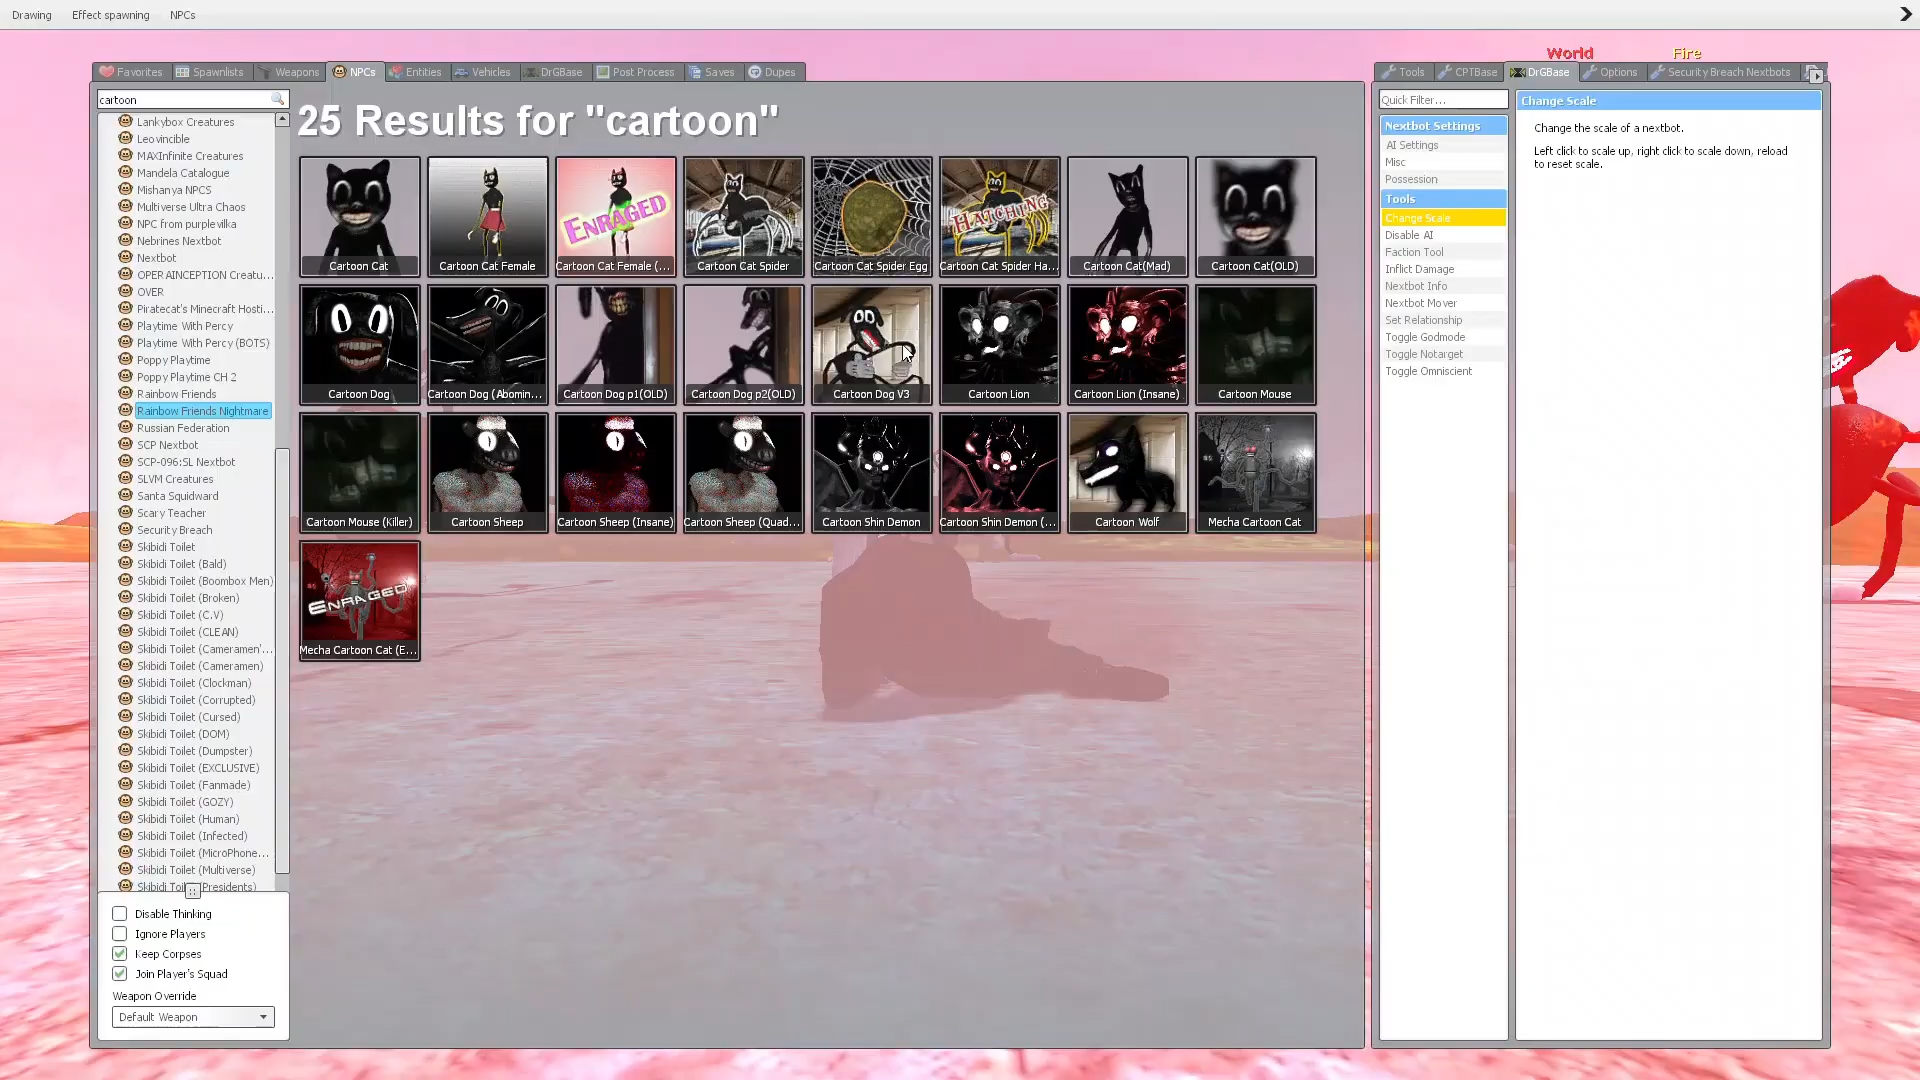 Drawing Effect spawning NPCs
World Fire
Favorites Spawnlists Weapons NPCs Entities Vehicles DrGBase Post Process Saves Dupes
Tools CPTBase DrGBase Options Security Breach Nextbots
cartoon
Lankybox Creatures
Leovincible
MAXInfinite Creatures
Mandela Catalogue
Mishanya NPCS
Multiverse Ultra Chaos
NPC from purplevilka
Nebrines Nextbot
Nextbot
OPERAINCEPTION Creatu...
OVER
Piratecat's Minecraft Hosti...
Playtime With Percy
Playtime With Percy (BOTS)
Poppy Playtime
Poppy Playtime CH 2
Rainbow Friends
Rainbow Friends Nightmare
Russian Federation
SCP Nextbot
SCP-096:SL Nextbot
SLVM Creatures
Santa Squidward
Scary Teacher
Security Breach
Skibidi Toilet
Skibidi Toilet (Bald)
Skibidi Toilet (Boombox Men)
Skibidi Toilet (Broken)
Skibidi Toilet (C.V)
Skibidi Toilet (CLEAN)
Skibidi Toilet (Cameramen'...
Skibidi Toilet (Cameramen)
Skibidi Toilet (Clockman)
Skibidi Toilet (Corrupted)
Skibidi Toilet (Cursed)
Skibidi Toilet (DOM)
Skibidi Toilet (Dumpster)
Skibidi Toilet (EXCLUSIVE)
Skibidi Toilet (Fanmade)
Skibidi Toilet (GOZY)
Skibidi Toilet (Human)
Skibidi Toilet (Infected)
Skibidi Toilet (MicroPhone...
Skibidi Toilet (Multiverse)
Skibidi Presidents)
Disable Thinking
Ignore Players
Keep Corpses
Join Player's Squad
Weapon Override
Default Weapon
25 Results for "cartoon"
ENRAGED
HATCHING
Cartoon Cat Cartoon Cat Female Cartoon Cat Female (... Cartoon Cat Spider Cartoon Cat Spider Egg Cartoon Cat Spider Ha... Cartoon Cat(Mad) Cartoon Cat(OLD)
Cartoon Dog Cartoon Dog (Abomin... Cartoon Dog p1(OLD) Cartoon Dog p2(OLD) Cartoon Dog V3 Cartoon Lion Cartoon Lion (Insane) Cartoon Mouse
Cartoon Mouse (Killer) Cartoon Sheep Cartoon Sheep (Insane) Cartoon Sheep (Quad... Cartoon Shin Demon Cartoon Shin Demon (... Cartoon Wolf Mecha Cartoon Cat
ENRAGED
Mecha Cartoon Cat (E...
Quick Filter...
Nextbot Settings
AI Settings
Misc
Possession
Tools
Change Scale
Disable AI
Faction Tool
Inflict Damage
Nextbot Info
Nextbot Mover
Set Relationship
Toggle Godmode
Toggle Notarget
Toggle Omniscient
Change Scale
Change the scale of a nextbot.
Left click to scale up, right click to scale down, reload
to reset scale.